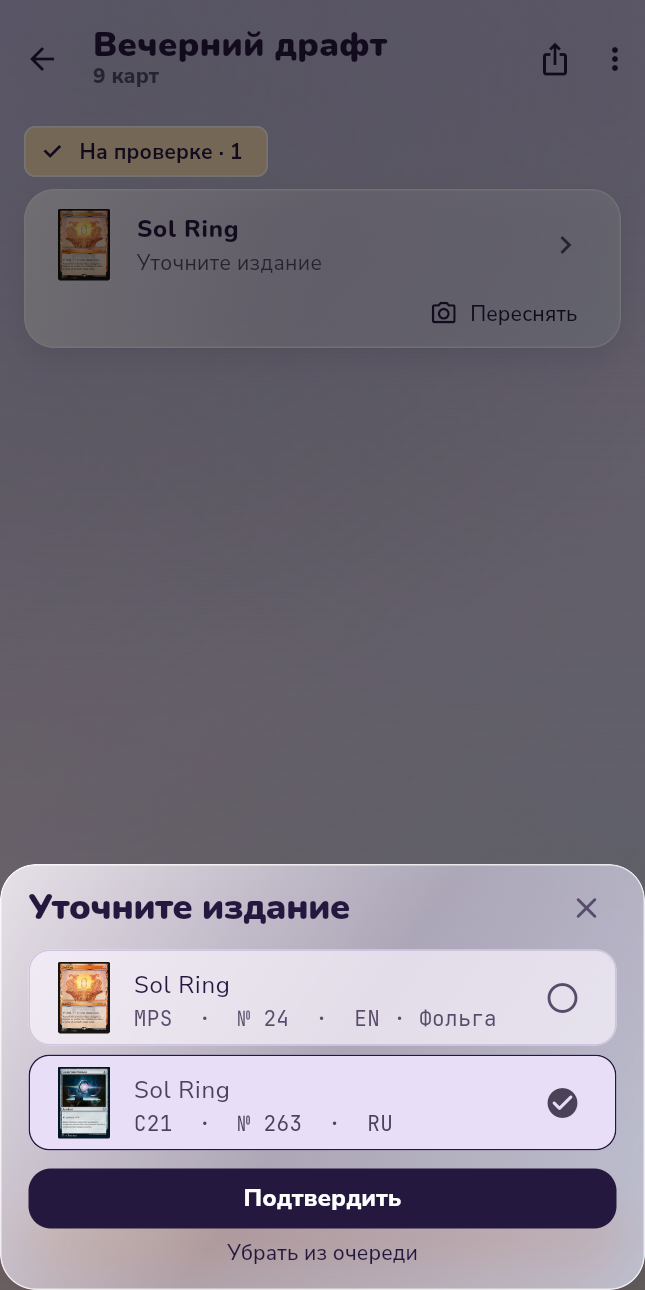 Вечерний драфт
9 карт
На проверке · 1
Sol Ring
Уточните издание
Переснять
Уточните издание
Sol Ring
MPS · № 24 · EN · Фольга
Sol Ring
C21 · № 263 · RU
Подтвердить
Убрать из очереди